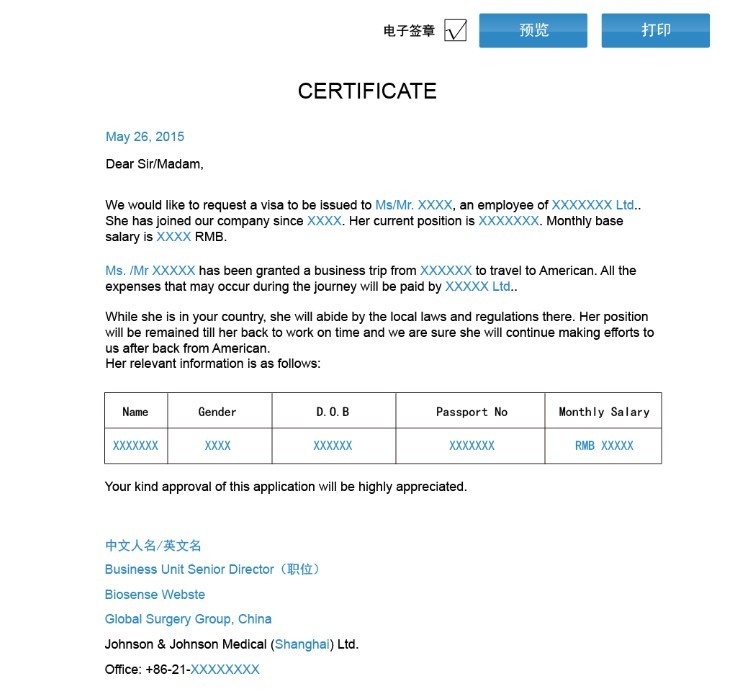 电子签章 预览 打印
CERTIFICATE
May 26, 2015
Dear Sir/Madam,
We would like to request a visa to be issued to Ms/Mr. XXXX, an employee of XXXXXXX Ltd..
She has joined our company since XXXX. Her current position is XXXXXXX. Monthly base
salary is XXXX RMB.
Ms. /Mr XXXXX has been granted a business trip from XXXXXX to travel to American. All the
expenses that may occur during the journey will be paid by XXXXX Ltd..
While she is in your country, she will abide by the local laws and regulations there. Her position
will be remained till her back to work on time and we are sure she will continue making efforts to
us after back from American.
Her relevant information is as follows:
Name Gender D.O.B Passport No Monthly Salary
XXXXXXX XXXX XXXXXX XXXXXXX RMB XXXXX
Your kind approval of this application will be highly appreciated.
中文人名/英文名
Business Unit Senior Director（职位）
Biosense Webste
Global Surgery Group, China
Johnson & Johnson Medical (Shanghai) Ltd.
Office: +86-21-XXXXXXXX